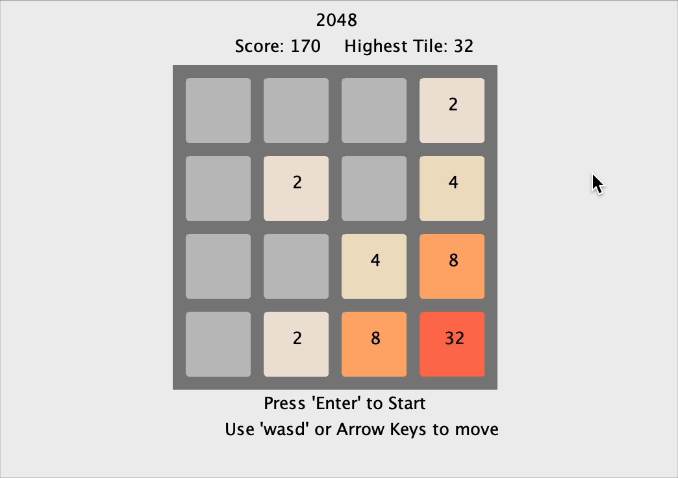 2048
Score: 170 Highest Tile: 32
2
2 4
4 8
2 8 32
Press 'Enter' to Start
Use 'wasd' or Arrow Keys to move